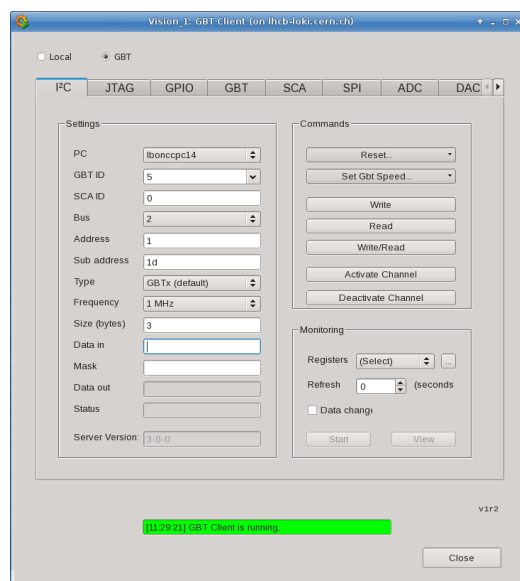 Vision_1: GBT Client (on lhcb-loki.cern.ch)
Local GBT
I²C JTAG GPIO GBT SCA SPI ADC DAC
Settings
PC lbonccpc14
GBT ID 5
SCA ID 0
Bus 2
Address 1
Sub address 1d
Type GBTx (default)
Frequency 1 MHz
Size (bytes) 3
Data in
Mask
Data out
Status
Server Version: 3-0-0
Commands
Reset...
Set Gbt Speed...
Write
Read
Write/Read
Activate Channel
Deactivate Channel
Monitoring
Registers (Select) ...
Refresh 0 (seconds
Data change
Start View
vir2
[11:29:21] GBT Client is running.
Close